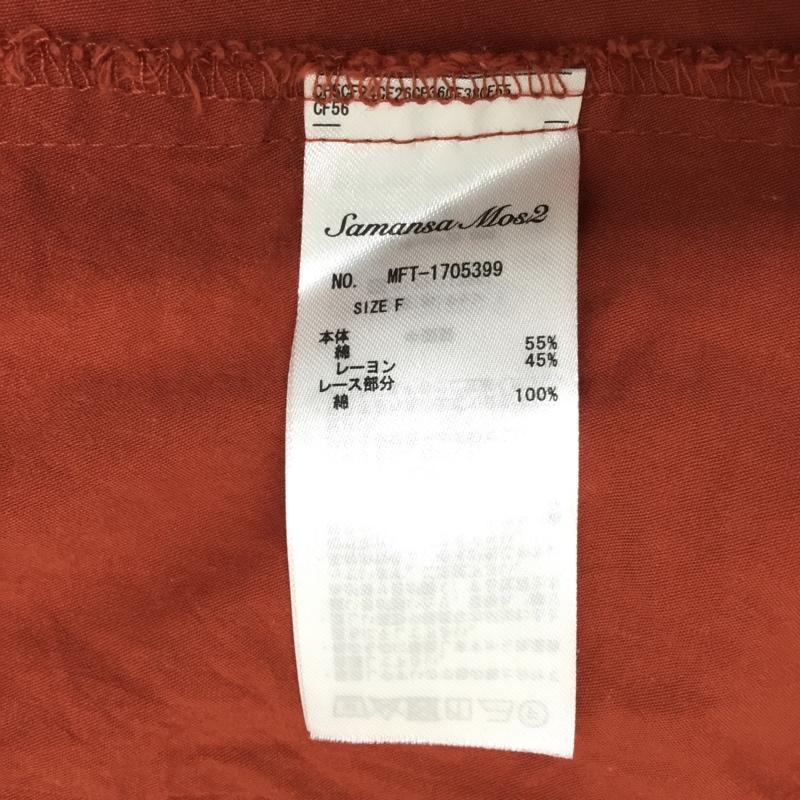 CF56
Samansa Mos2
NO. MFT-1705399
SIZE F
本体
綿 55%
レーヨン 45%
レース部分
綿 100%